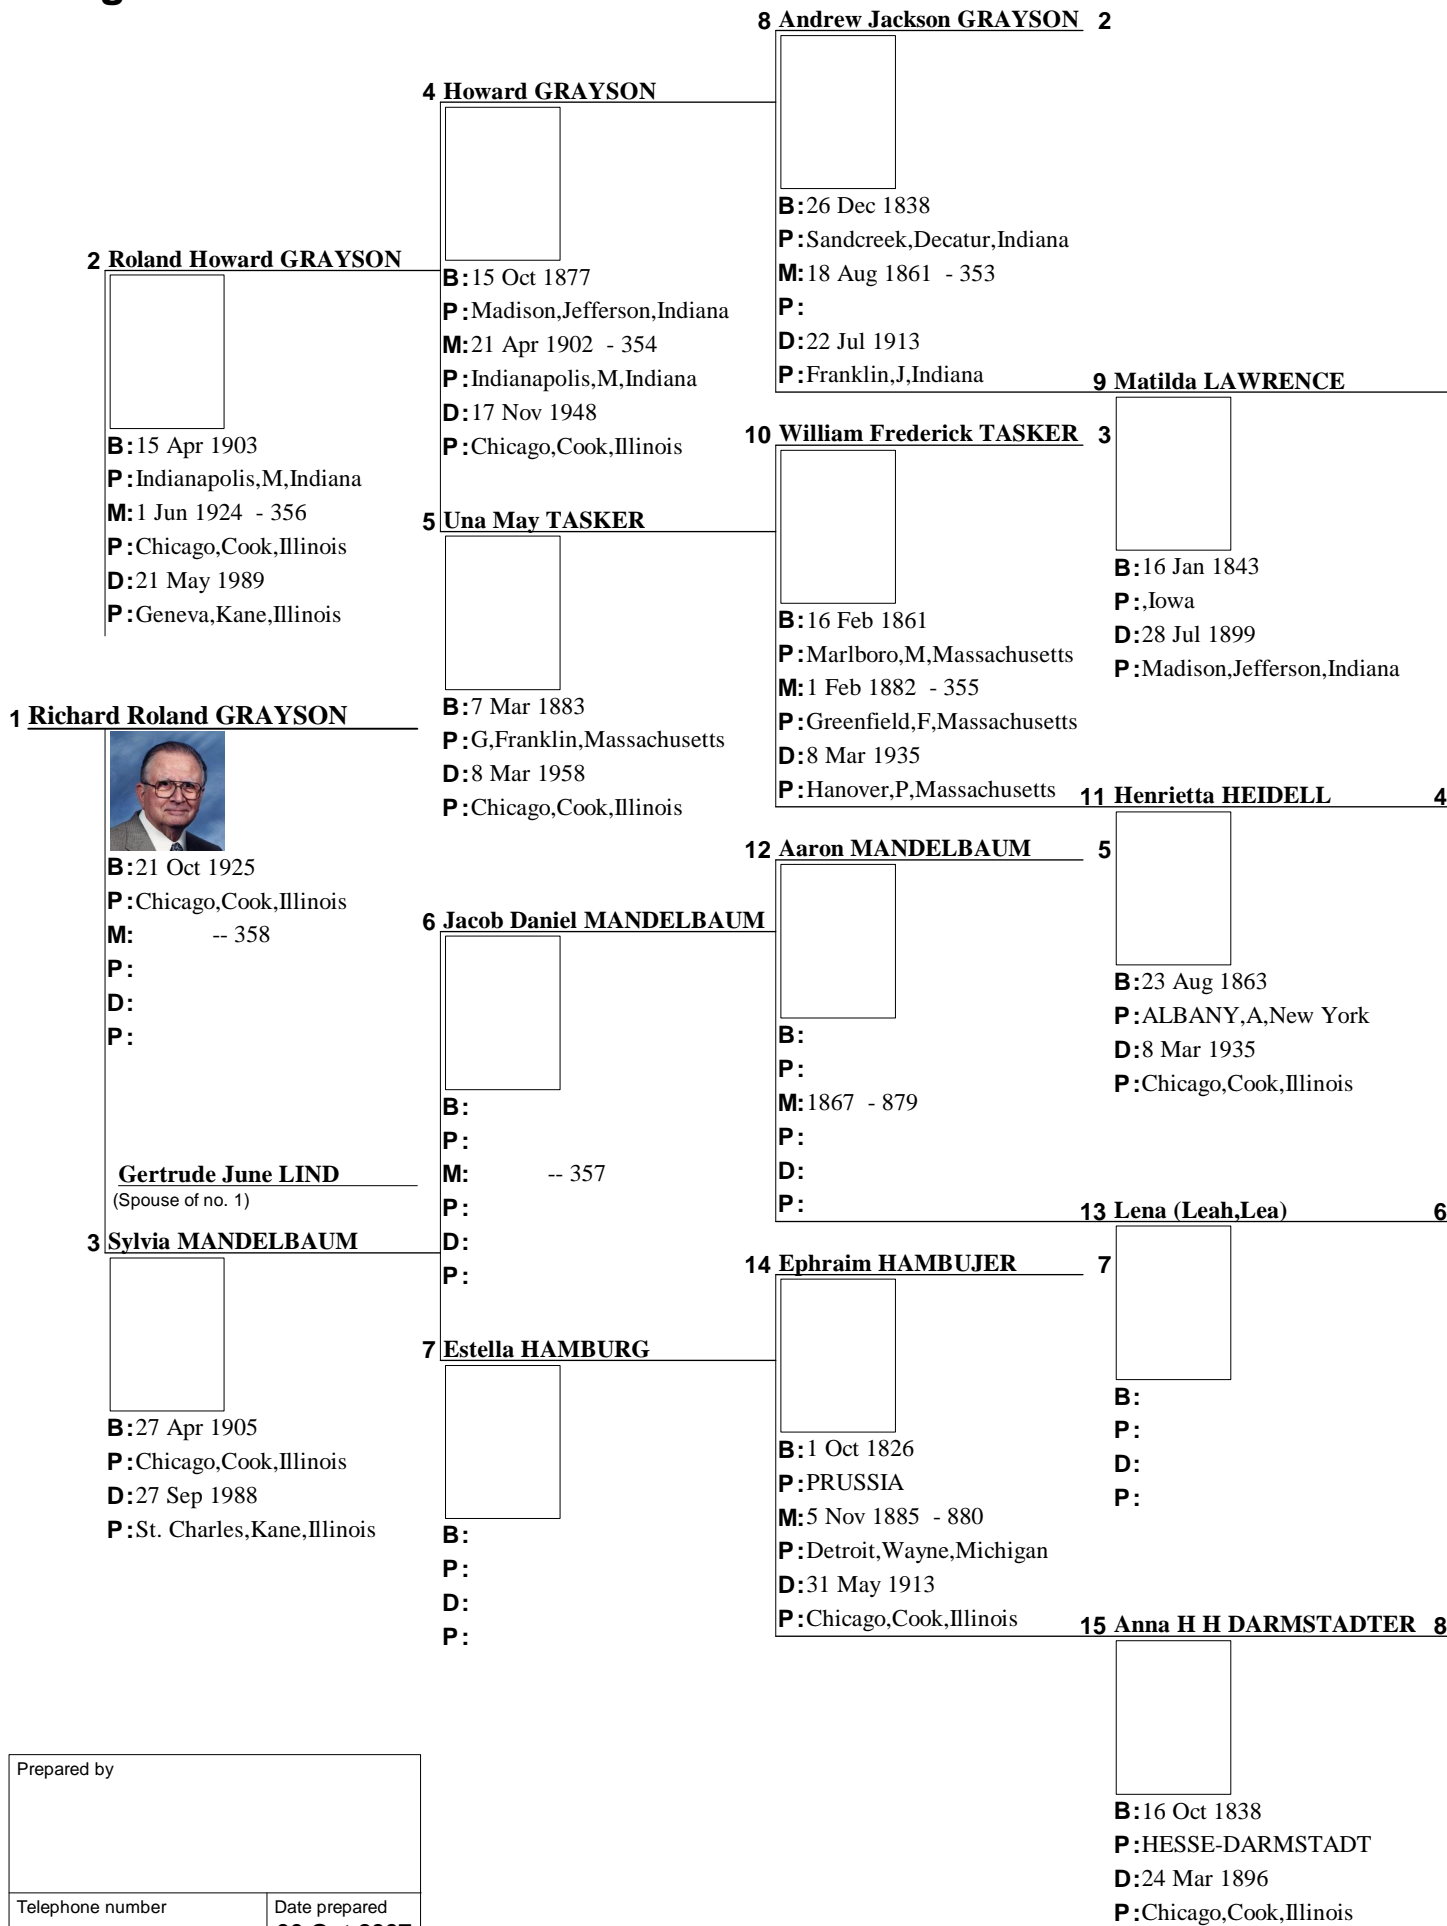 8 Andrew Jackson GRAYSON 2
B: 26 Dec 1838
P: Sandcreek,Decatur,Indiana
M: 18 Aug 1861 - 353
P:
D: 22 Jul 1913
P: Franklin,J,Indiana
4 Howard GRAYSON
B: 15 Oct 1877
P: Madison,Jefferson,Indiana
M: 21 Apr 1902 - 354
P: Indianapolis,M,Indiana
D: 17 Nov 1948
P: Chicago,Cook,Illinois
2 Roland Howard GRAYSON
B: 15 Apr 1903
P: Indianapolis,M,Indiana
M: 1 Jun 1924 - 356
P: Chicago,Cook,Illinois
D: 21 May 1989
P: Geneva,Kane,Illinois
9 Matilda LAWRENCE
B: 16 Jan 1843
P: ,Iowa
D: 28 Jul 1899
P: Madison,Jefferson,Indiana
10 William Frederick TASKER 3
B: 16 Feb 1861
P: Marlboro,M,Massachusetts
M: 1 Feb 1882 - 355
P: Greenfield,F,Massachusetts
D: 8 Mar 1935
P: Hanover,P,Massachusetts
5 Una May TASKER
B: 7 Mar 1883
P: G,Franklin,Massachusetts
D: 8 Mar 1958
P: Chicago,Cook,Illinois
11 Henrietta HEIDELL 4
B: 23 Aug 1863
P: ALBANY,A,New York
D: 8 Mar 1935
P: Chicago,Cook,Illinois
1 Richard Roland GRAYSON
B: 21 Oct 1925
P: Chicago,Cook,Illinois
M: -- 358
P:
D:
P:
Gertrude June LIND
(Spouse of no. 1)
12 Aaron MANDELBAUM 5
B:
P:
M: 1867 - 879
P:
D:
P:
6 Jacob Daniel MANDELBAUM
B:
P:
M: -- 357
P:
D:
P:
13 Lena (Leah,Lea) 6
B:
P:
D:
P:
3 Sylvia MANDELBAUM
B: 27 Apr 1905
P: Chicago,Cook,Illinois
D: 27 Sep 1988
P: St. Charles,Kane,Illinois
14 Ephraim HAMBUJER 7
B: 1 Oct 1826
P: PRUSSIA
M: 5 Nov 1885 - 880
P: Detroit,Wayne,Michigan
D: 31 May 1913
P: Chicago,Cook,Illinois
7 Estella HAMBURG
B:
P:
D:
P:
15 Anna H H DARMSTADTER 8
B: 16 Oct 1838
P: HESSE-DARMSTADT
D: 24 Mar 1896
P: Chicago,Cook,Illinois
Prepared by
Telephone number
Date prepared